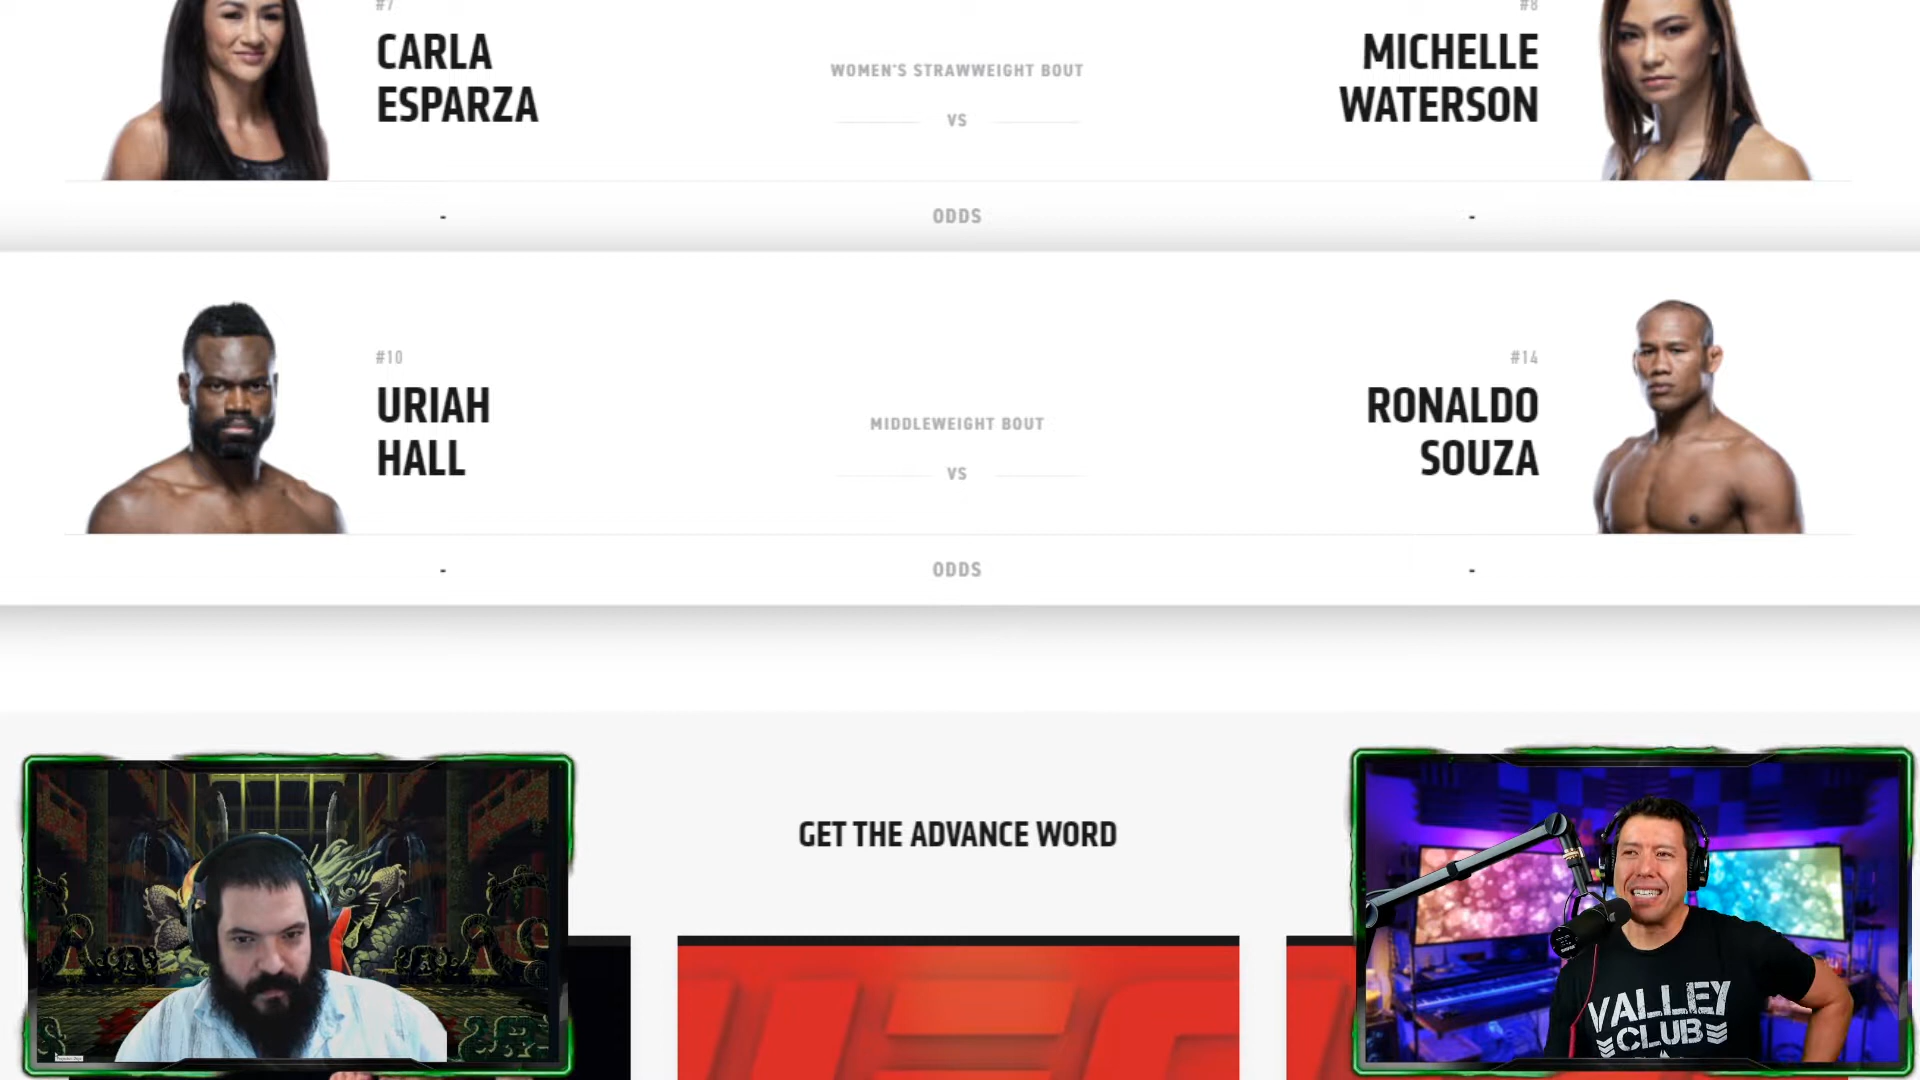 #7
CARLA
ESPARZA
WOMEN'S STRAWWEIGHT BOUT
VS
#8
MICHELLE
WATERSON
-
ODDS
-
#10
URIAH
HALL
MIDDLEWEIGHT BOUT
VS
#14
RONALDO
SOUZA
-
ODDS
-
GET THE ADVANCE WORD
UFC
VALLEY
CLUB